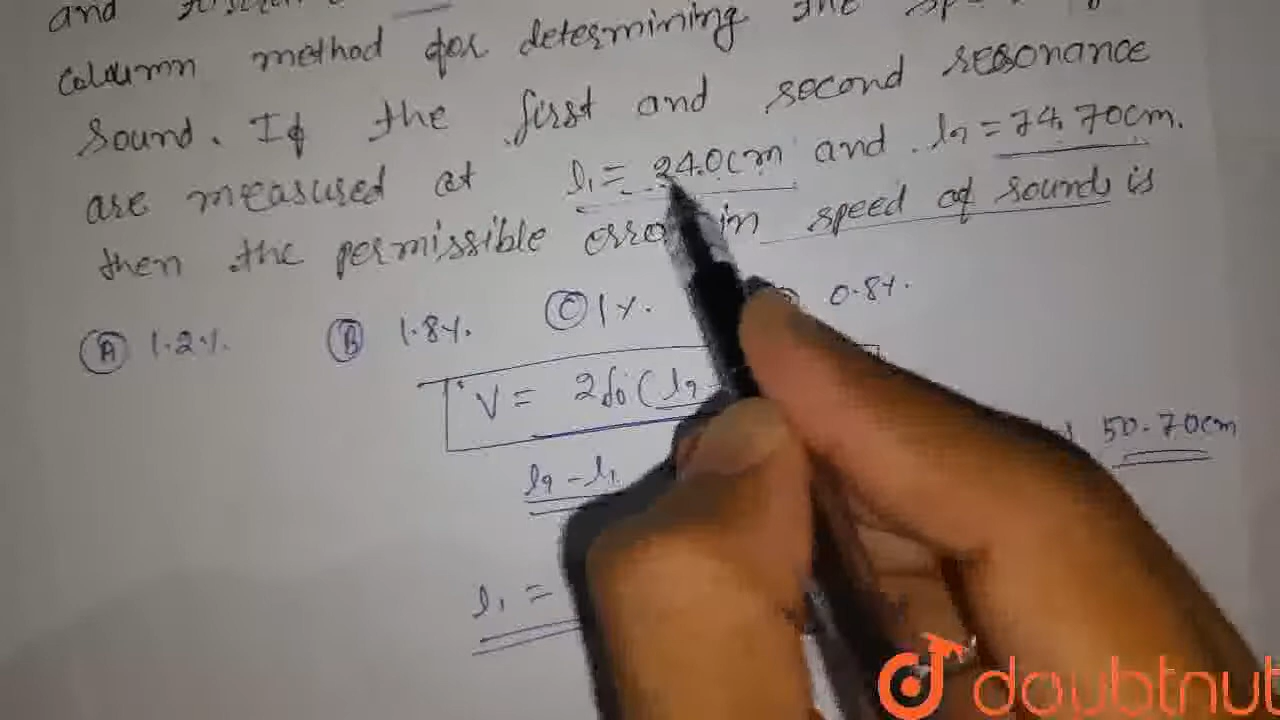 and
column method for determining the
sound. If the first and second resonance
are measured at l₁ = 24.0cm and l₂ = 74.70cm.
then the permissible erro in speed of sound is
(A) 1.2%. (B) 1.8%. (C) 1%. 0.8%.
V = 2f₀(l₂
50.70cm
l₂ - l₁
l₁ =
doubtnut